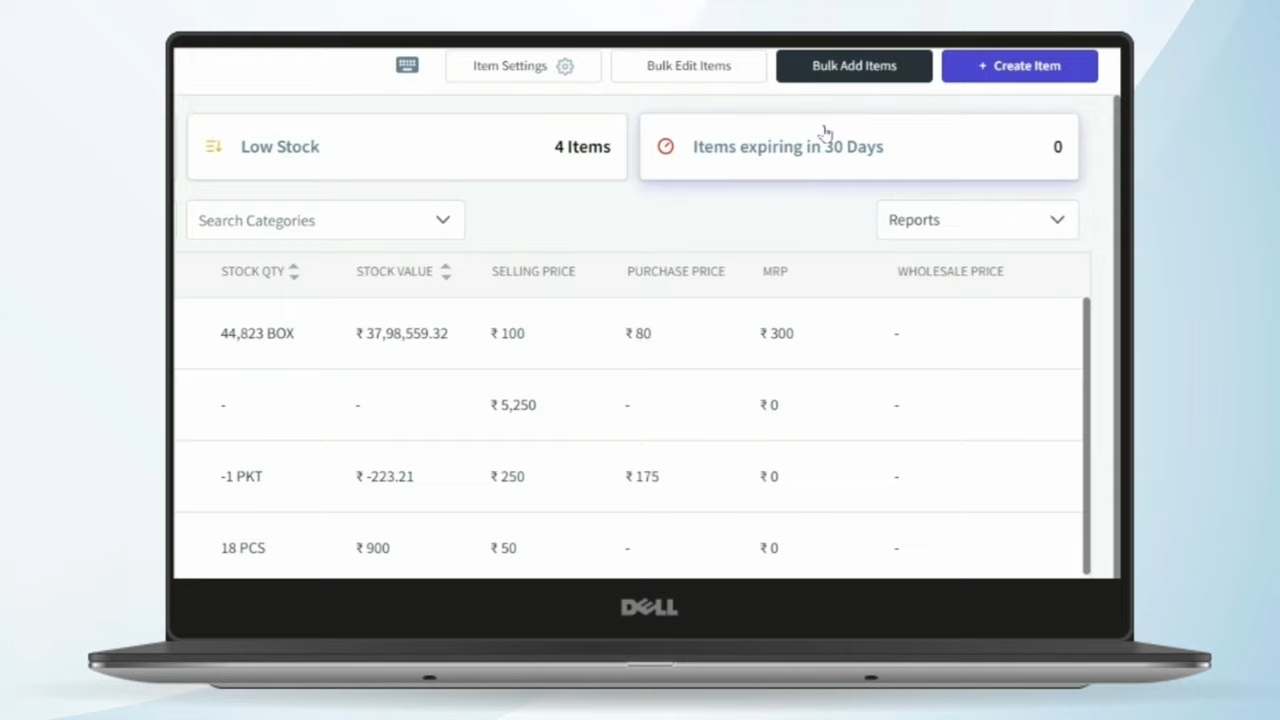 Item Settings Bulk Edit Items Bulk Add Items + Create Item
Low Stock 4 Items Items expiring in 30 Days 0
Search Categories Reports
STOCK QTY STOCK VALUE SELLING PRICE PURCHASE PRICE MRP WHOLESALE PRICE
44,823 BOX ₹ 37,98,559.32 ₹ 100 ₹ 80 ₹ 300 -
- - ₹ 5,250 - ₹ 0 -
-1 PKT ₹ -223.21 ₹ 250 ₹ 175 ₹ 0 -
18 PCS ₹ 900 ₹ 50 - ₹ 0 -
DELL